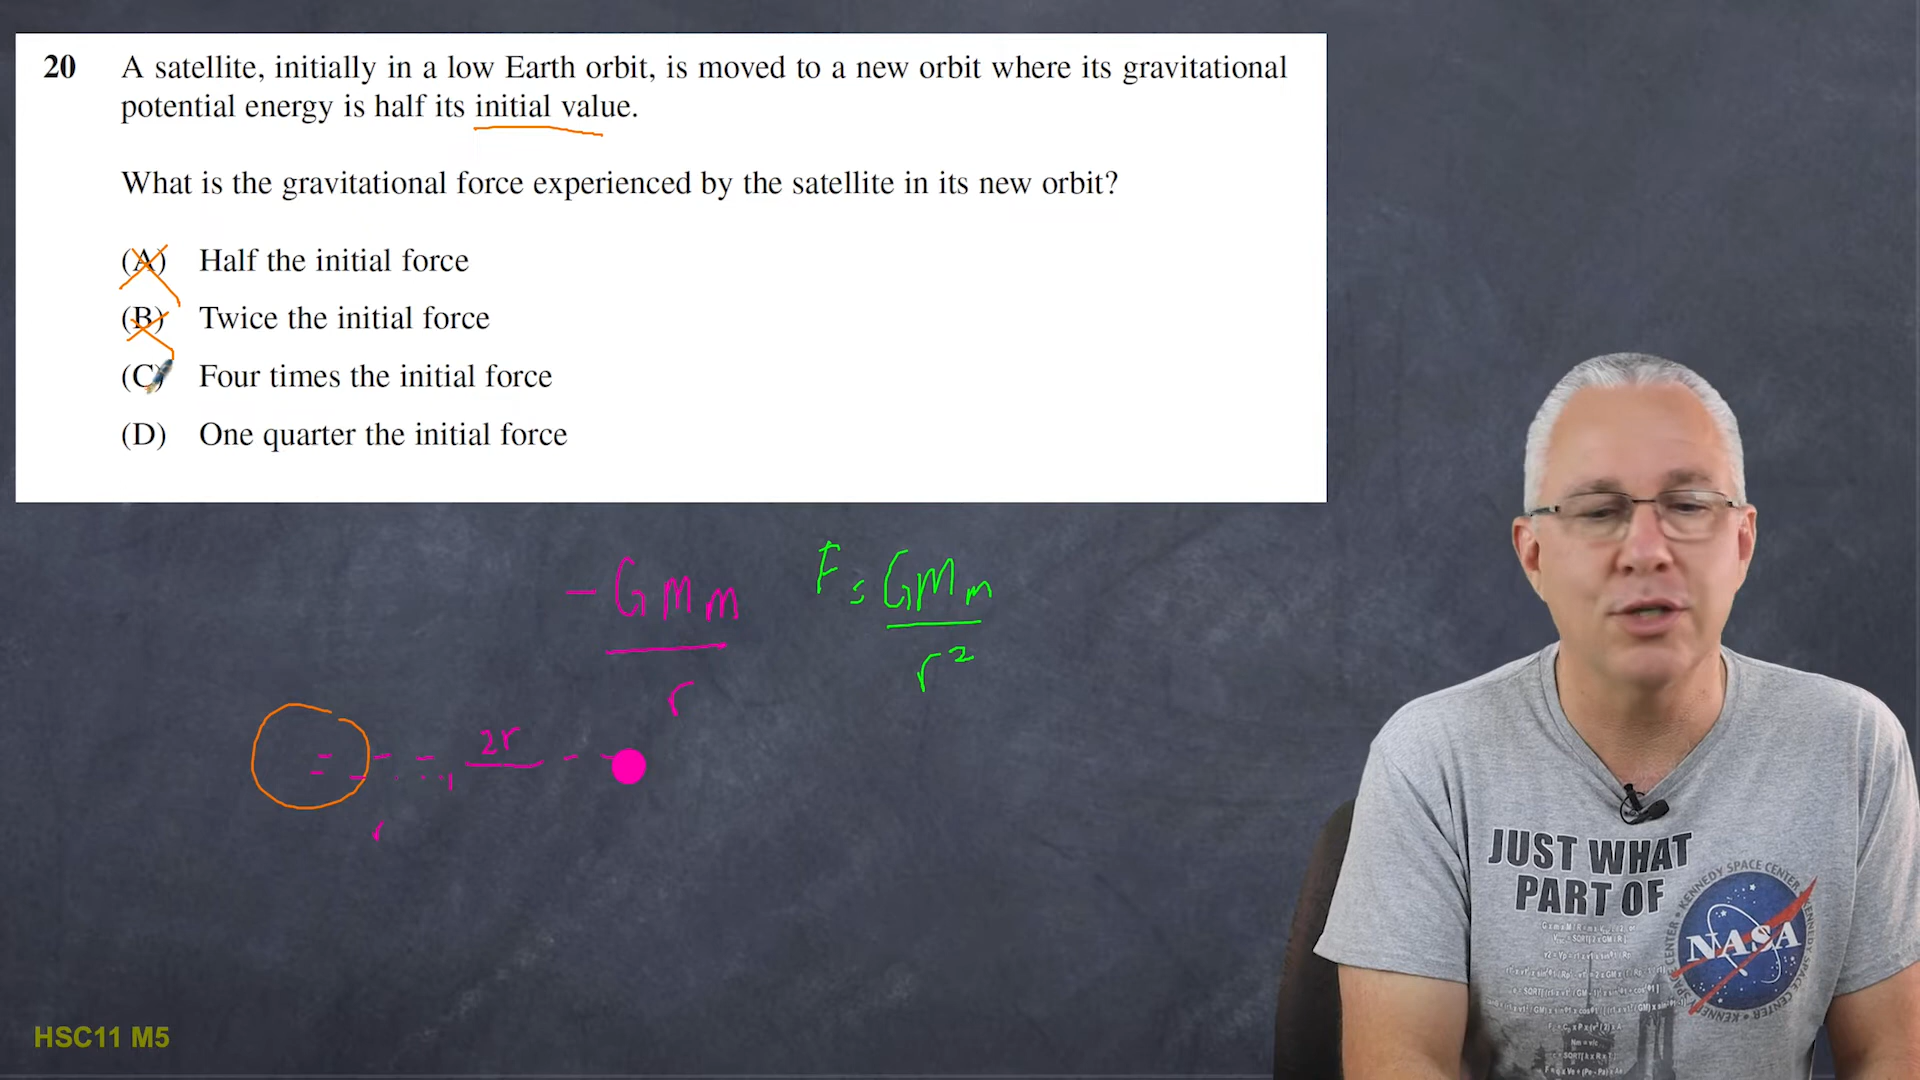 20 A satellite, initially in a low Earth orbit, is moved to a new orbit where its gravitational
potential energy is half its initial value.
What is the gravitational force experienced by the satellite in its new orbit?
(A) Half the initial force
(B) Twice the initial force
(C) Four times the initial force
(D) One quarter the initial force
- G M m
r
F = G M m
r²
2r
r
JUST WHAT
PART OF
KENNEDY SPACE CENTER
NASA
HSC11 M5